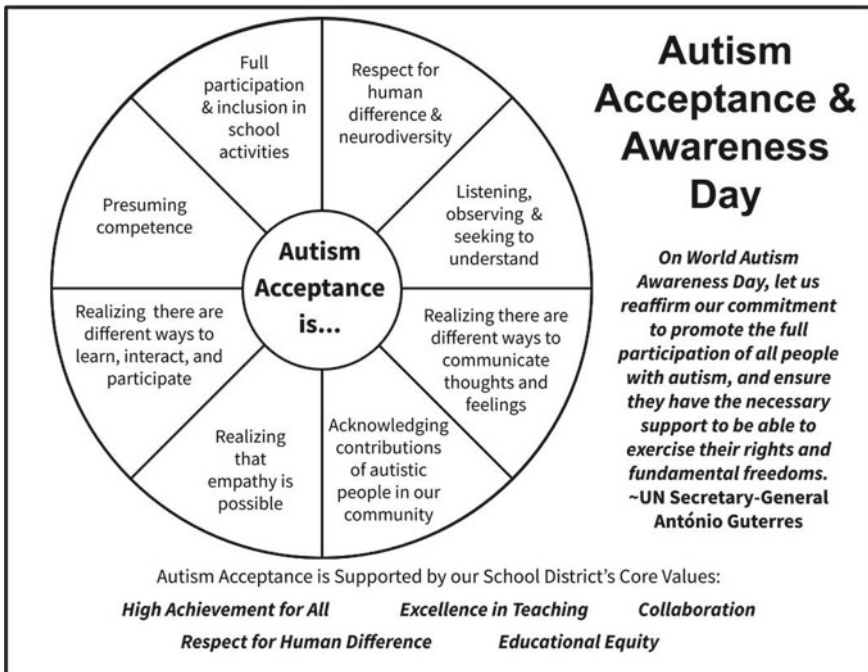 Full
participation
& inclusion in
school
activities
Respect for
human
difference &
neurodiversity
Listening,
observing &
seeking to
understand
Realizing there are
different ways to
communicate
thoughts and
feelings
Acknowledging
contributions
of autistic
people in our
community
Realizing
that
empathy is
possible
Realizing there are
different ways to
learn, interact, and
participate
Presuming
competence
Autism
Acceptance
is...
Autism
Acceptance &
Awareness
Day
On World Autism
Awareness Day, let us
reaffirm our commitment
to promote the full
participation of all people
with autism, and ensure
they have the necessary
support to be able to
exercise their rights and
fundamental freedoms.
~UN Secretary-General
António Guterres
Autism Acceptance is Supported by our School District's Core Values:
High Achievement for All Excellence in Teaching Collaboration
Respect for Human Difference Educational Equity